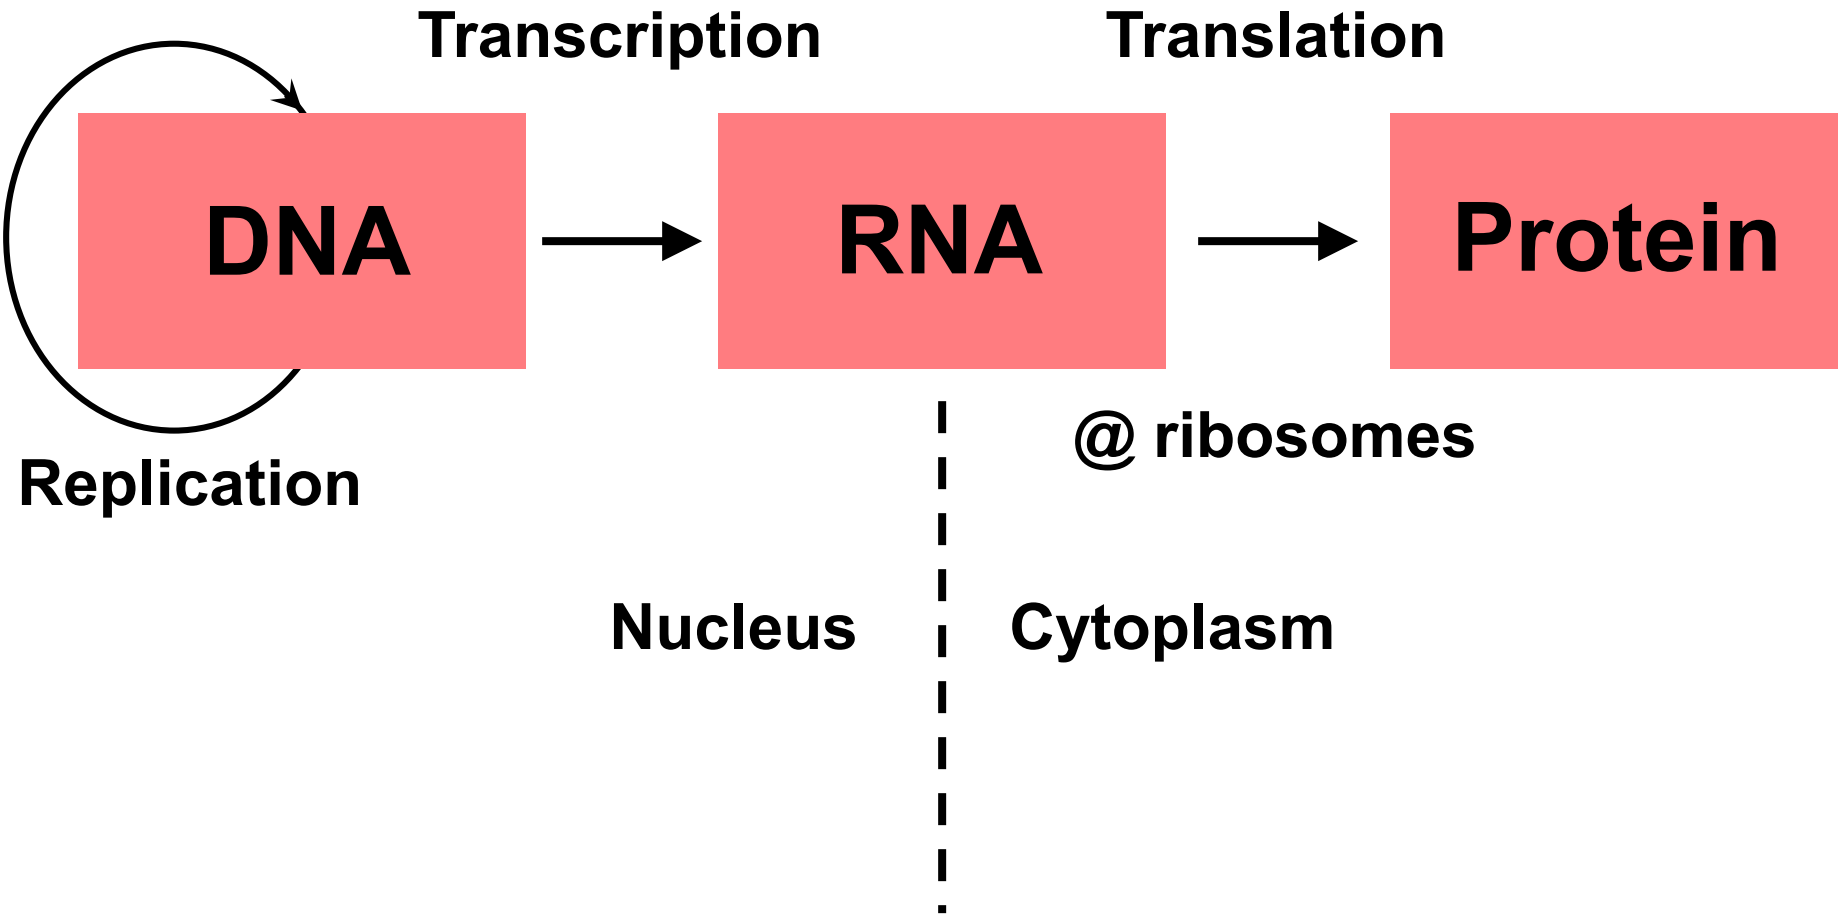 Transcription
Translation
DNA
RNA
Protein
@ ribosomes
Replication
Nucleus
Cytoplasm